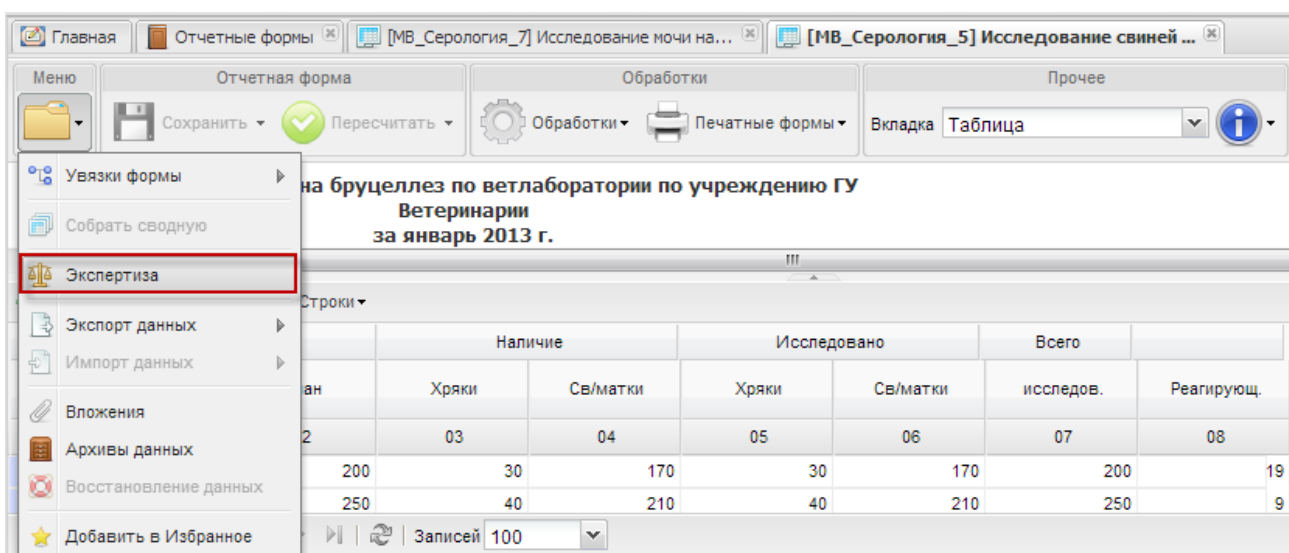 Главная
Отчетные формы
[МВ_Серология_7] Исследование мочи на...
[МВ_Серология_5] Исследование свиней ...
Меню
Отчетная форма
Обработки
Прочее
Сохранить
Пересчитать
Обработки
Печатные формы
Вкладка
Таблица
Увязки формы
Собрать сводную
Экспертиза
Экспорт данных
Импорт данных
Вложения
Архивы данных
Восстановление данных
Добавить в Избранное
на бруцеллез по ветлаборатории по учреждению ГУ
Ветеринарии
за январь 2013 г.
Строки
Наличие Исследовано Всего
ан Хряки Св/матки Хряки Св/матки исследов. Реагирующ.
2 03 04 05 06 07 08
200 30 170 30 170 200 19
250 40 210 40 210 250 9
Записей 100